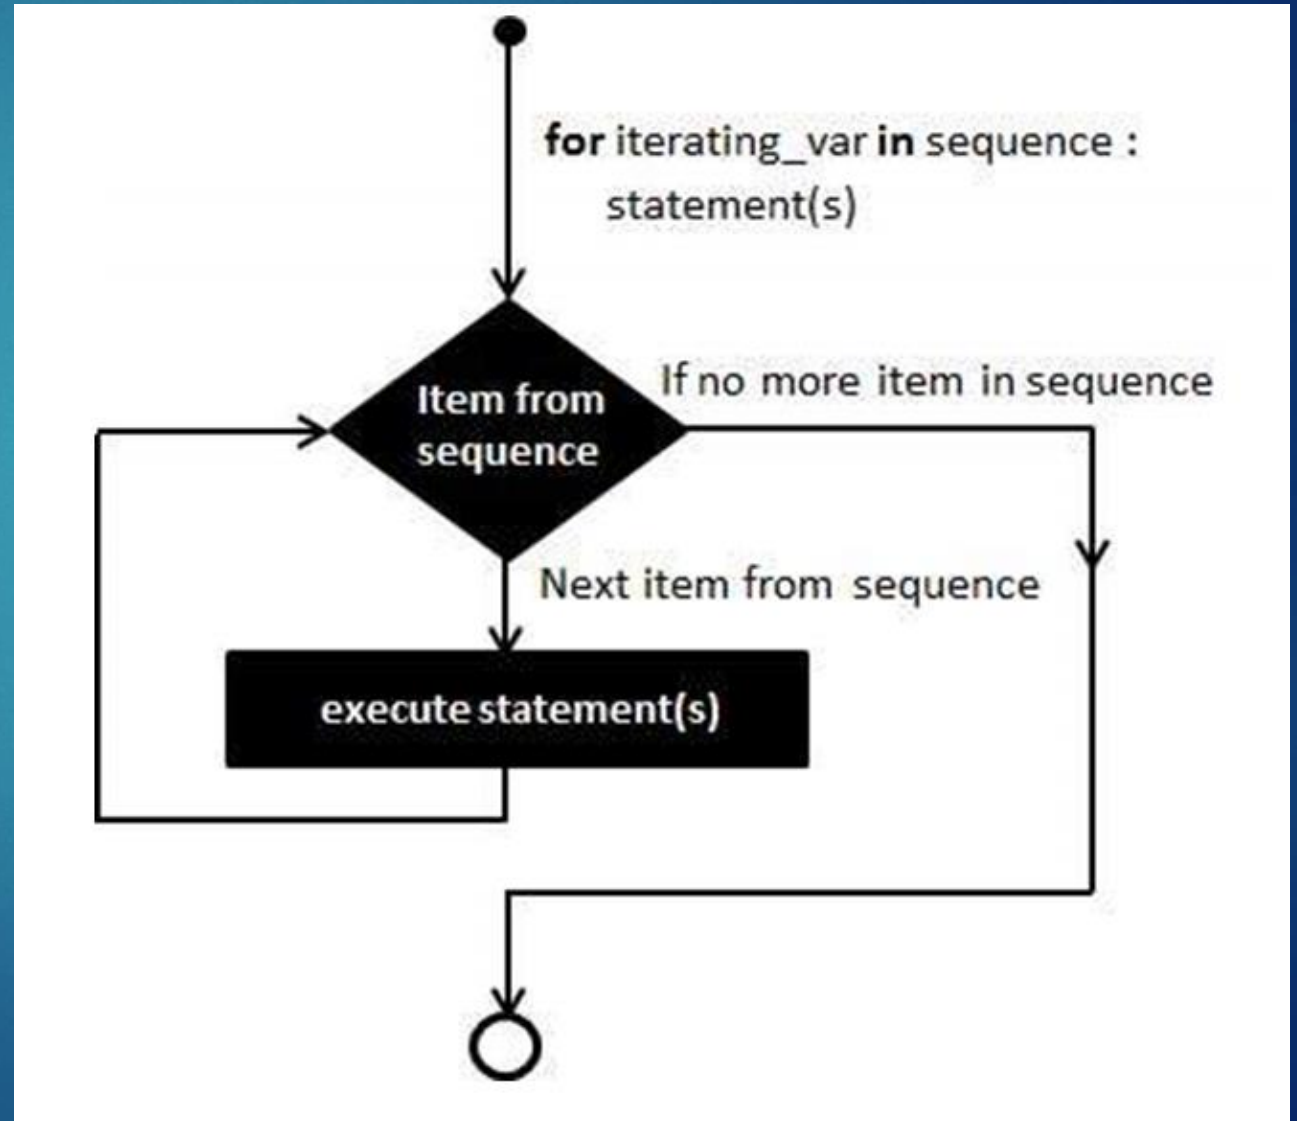 for iterating_var in sequence :
statement(s)
If no more item in sequence
Item from
sequence
Next item from sequence
execute statement(s)